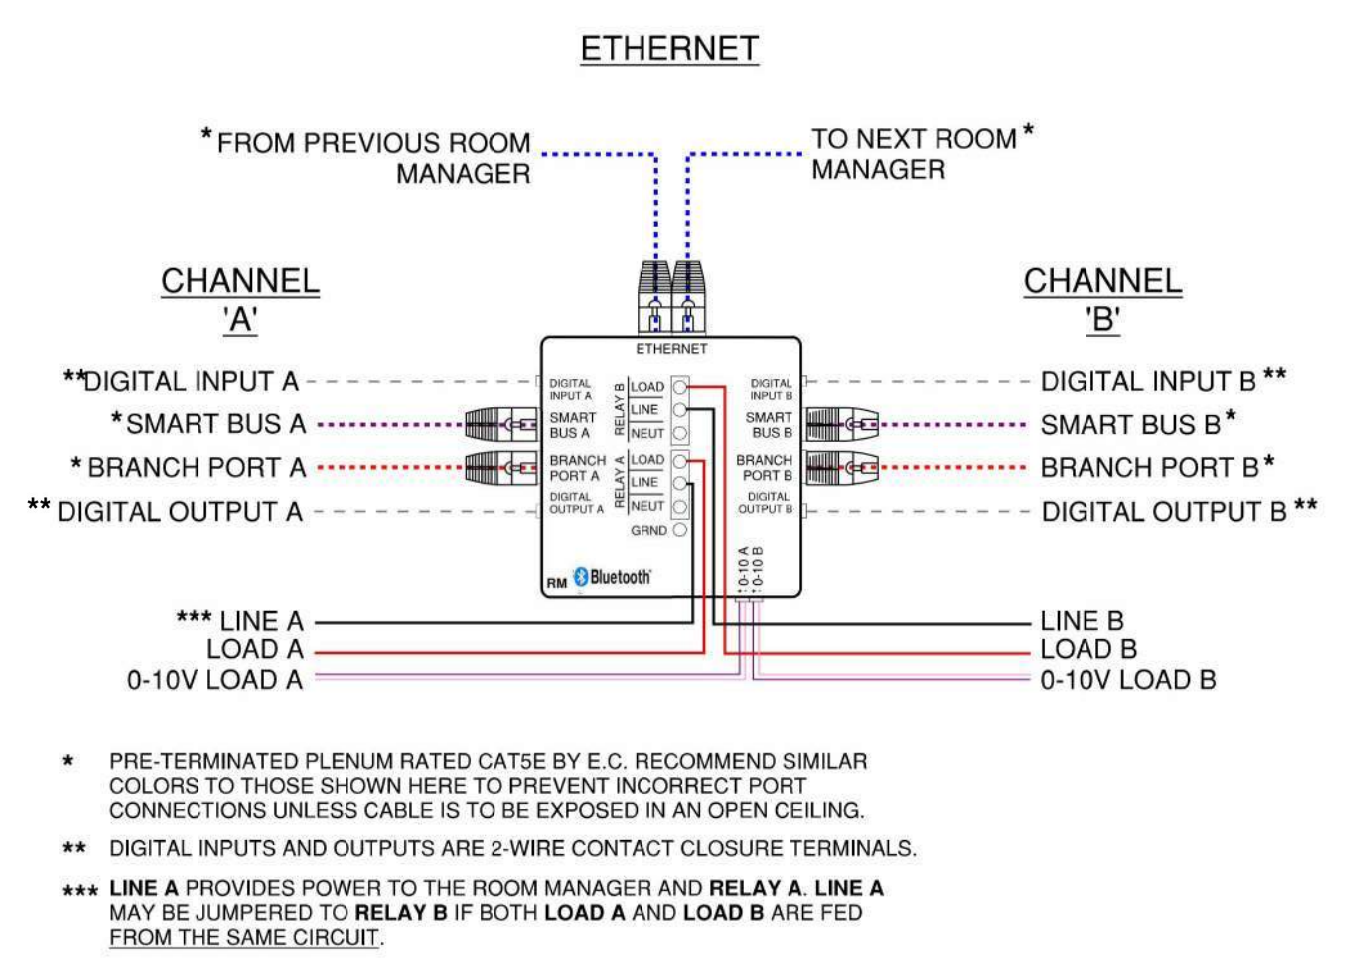 ETHERNET
*FROM PREVIOUS ROOM
MANAGER
TO NEXT ROOM*
MANAGER
CHANNEL
'A'
CHANNEL
'B'
ETHERNET
**DIGITAL INPUT A
*SMART BUS A
*BRANCH PORT A
**DIGITAL OUTPUT A
DIGITAL
INPUT A
SMART
BUS A
BRANCH
PORT A
DIGITAL
OUTPUT A
RELAY B
LOAD
LINE
NEUT
RELAY A
LOAD
LINE
NEUT
GRND
DIGITAL
INPUT B
SMART
BUS B
BRANCH
PORT B
DIGITAL
OUTPUT B
0-10 A
0-10 B
RM
Bluetooth
DIGITAL INPUT B**
SMART BUS B*
BRANCH PORT B*
DIGITAL OUTPUT B**
*** LINE A
LOAD A
0-10V LOAD A
LINE B
LOAD B
0-10V LOAD B
* PRE-TERMINATED PLENUM RATED CAT5E BY E.C. RECOMMEND SIMILAR
COLORS TO THOSE SHOWN HERE TO PREVENT INCORRECT PORT
CONNECTIONS UNLESS CABLE IS TO BE EXPOSED IN AN OPEN CEILING.
** DIGITAL INPUTS AND OUTPUTS ARE 2-WIRE CONTACT CLOSURE TERMINALS.
*** LINE A PROVIDES POWER TO THE ROOM MANAGER AND RELAY A. LINE A
MAY BE JUMPERED TO RELAY B IF BOTH LOAD A AND LOAD B ARE FED
FROM THE SAME CIRCUIT.